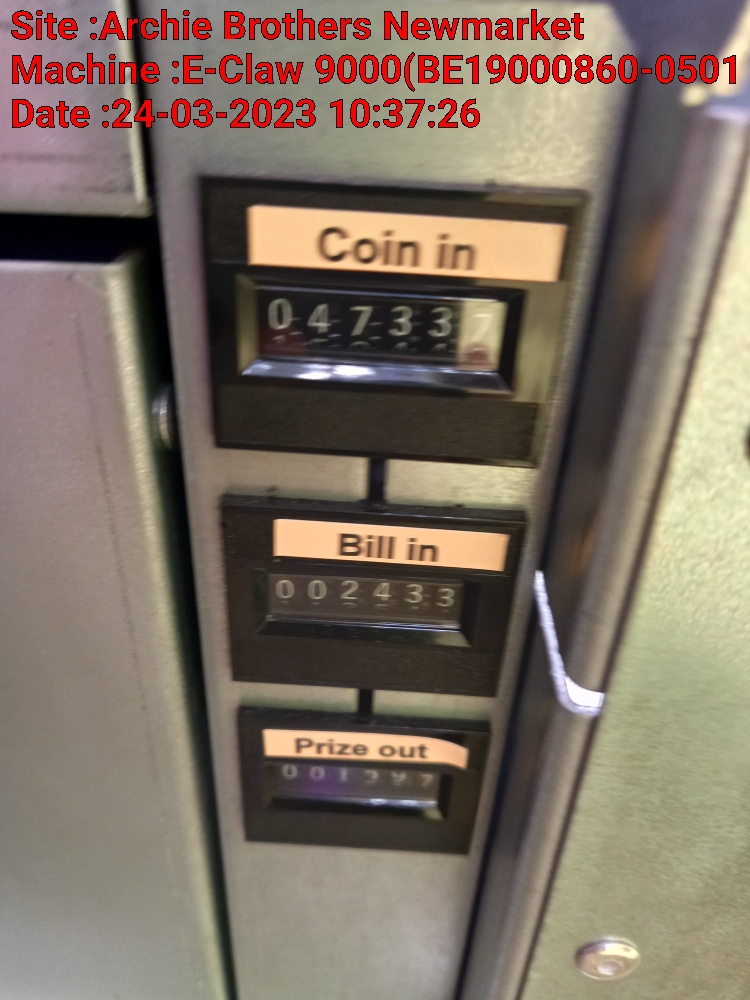 Site :Archie Brothers Newmarket
Machine :E-Claw 9000(BE19000860-0501
Date :24-03-2023 10:37:26
Coin in
047337
Bill in
002433
Prize out